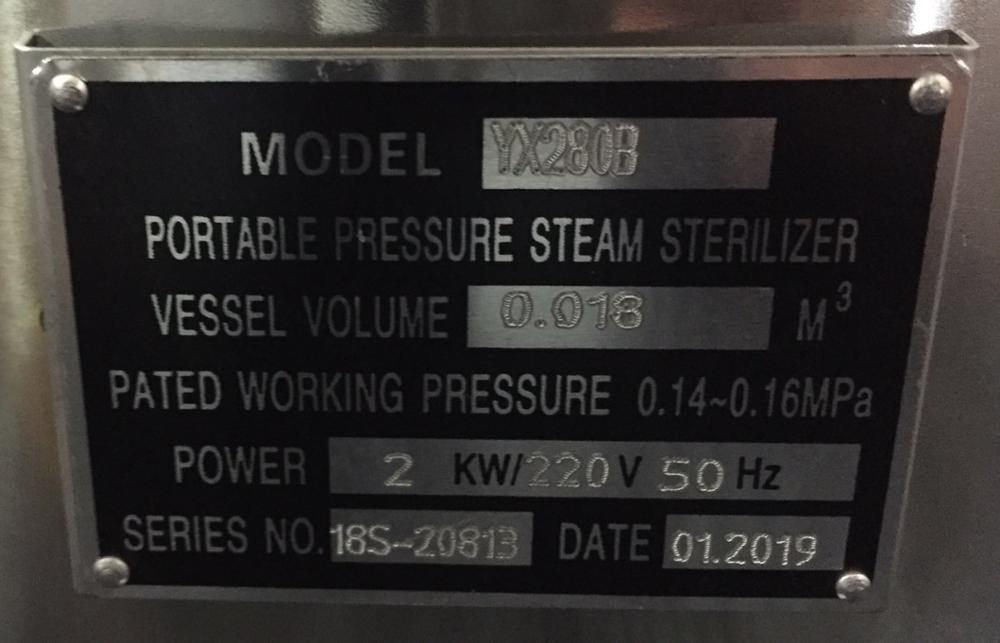 MODEL YX280B
PORTABLE PRESSURE STEAM STERILIZER
VESSEL VOLUME 0.018 M³
PATED WORKING PRESSURE 0.14~0.16MPa
POWER 2 KW/220V 50 Hz
SERIES NO. 18S-20813 DATE 01.2019